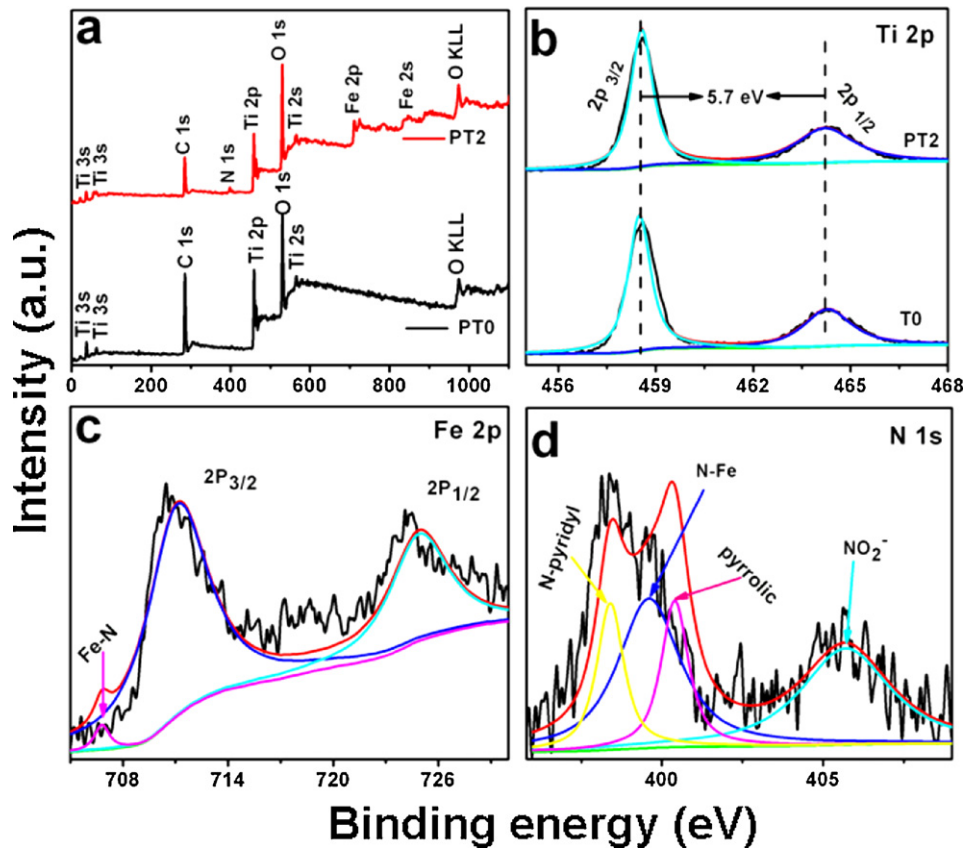 Intensity (a.u.)
a
Ti 3s
Ti 3s
C 1s
N 1s
Ti 2p
O 1s
Ti 2s
Fe 2p
Fe 2s
O KLL
PT2
Ti 3s
Ti 3s
C 1s
Ti 2p
O 1s
Ti 2s
O KLL
PT0
0 200 400 600 800 1000
b
Ti 2p
2p 3/2
5.7 eV
2p 1/2
PT2
T0
456 459 462 465 468
c
Fe 2p
2P3/2
2P1/2
Fe-N
708 714 720 726
d
N 1s
N-pyridyl
N-Fe
pyrrolic
NO2-
400 405
Binding energy (eV)